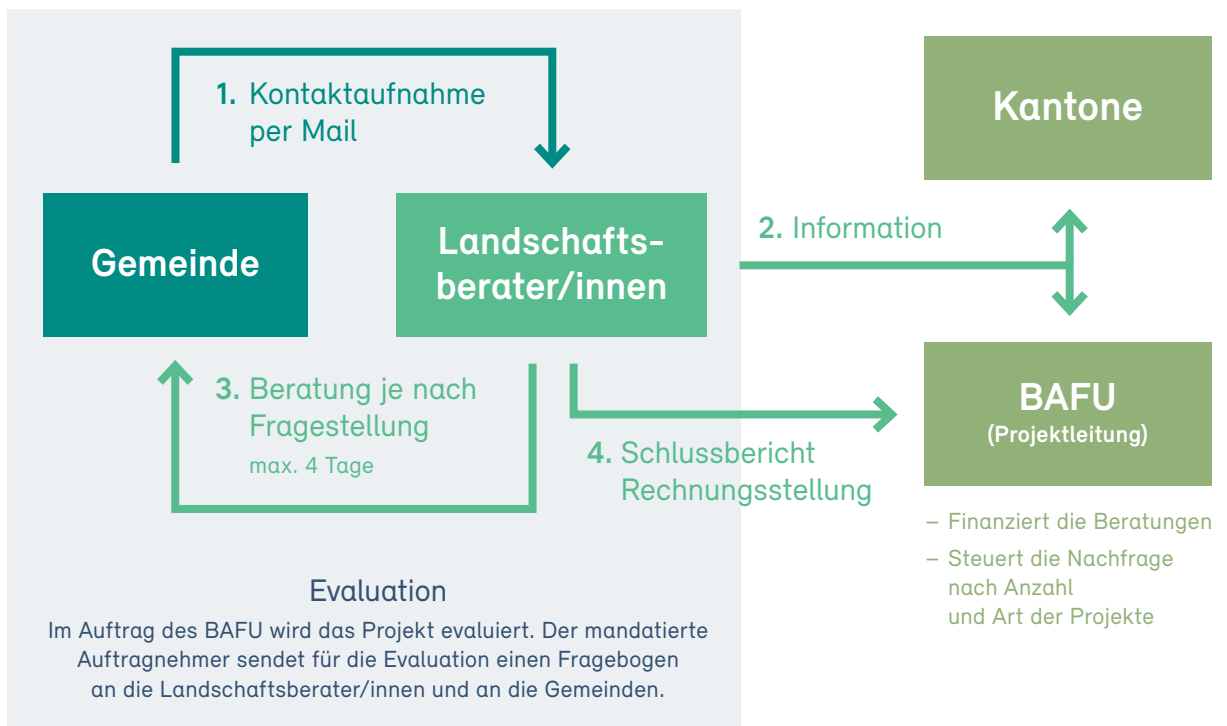 1. Kontaktaufnahme
per Mail
Gemeinde
Landschafts-
berater/innen
2. Information
Kantone
3. Beratung je nach
Fragestellung
max. 4 Tage
4. Schlussbericht
Rechnungsstellung
BAFU
(Projektleitung)
– Finanziert die Beratungen
– Steuert die Nachfrage
nach Anzahl
und Art der Projekte
Evaluation
Im Auftrag des BAFU wird das Projekt evaluiert. Der mandatierte
Auftragnehmer sendet für die Evaluation einen Fragebogen
an die Landschaftsberater/innen und an die Gemeinden.